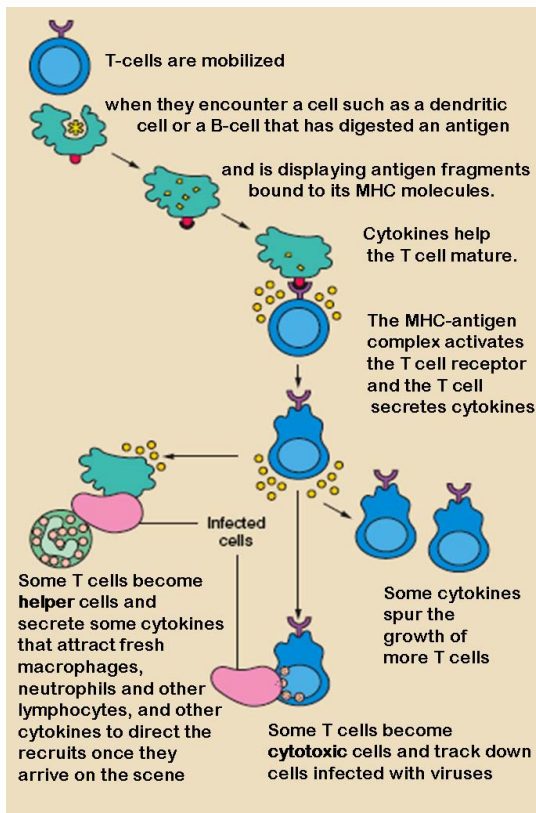 T-cells are mobilized
when they encounter a cell such as a dendritic
cell or a B-cell that has digested an antigen
and is displaying antigen fragments
bound to its MHC molecules.
Cytokines help
the T cell mature.
The MHC-antigen
complex activates
the T cell receptor
and the T cell
secretes cytokines
Infected
cells
Some T cells become
helper cells and
secrete some cytokines
that attract fresh
macrophages,
neutrophils and other
lymphocytes, and other
cytokines to direct the
recruits once they
arrive on the scene
Some cytokines
spur the
growth of
more T cells
Some T cells become
cytotoxic cells and track down
cells infected with viruses